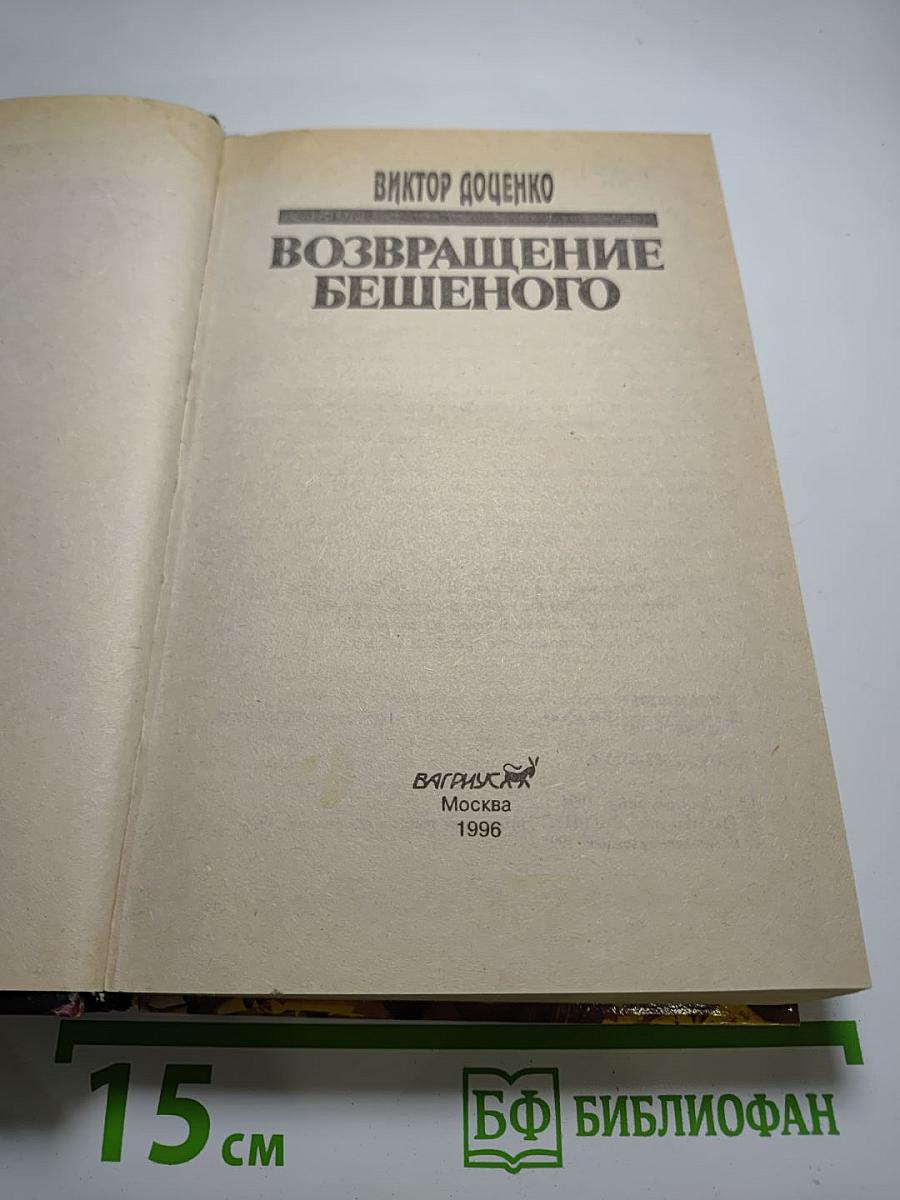 ВИКТОР ДОЦЕНКО
ВОЗВРАЩЕНИЕ
БЕШЕНОГО
ВАГРИУС
Москва
1996
15 см
БФ БИБЛИОФАН